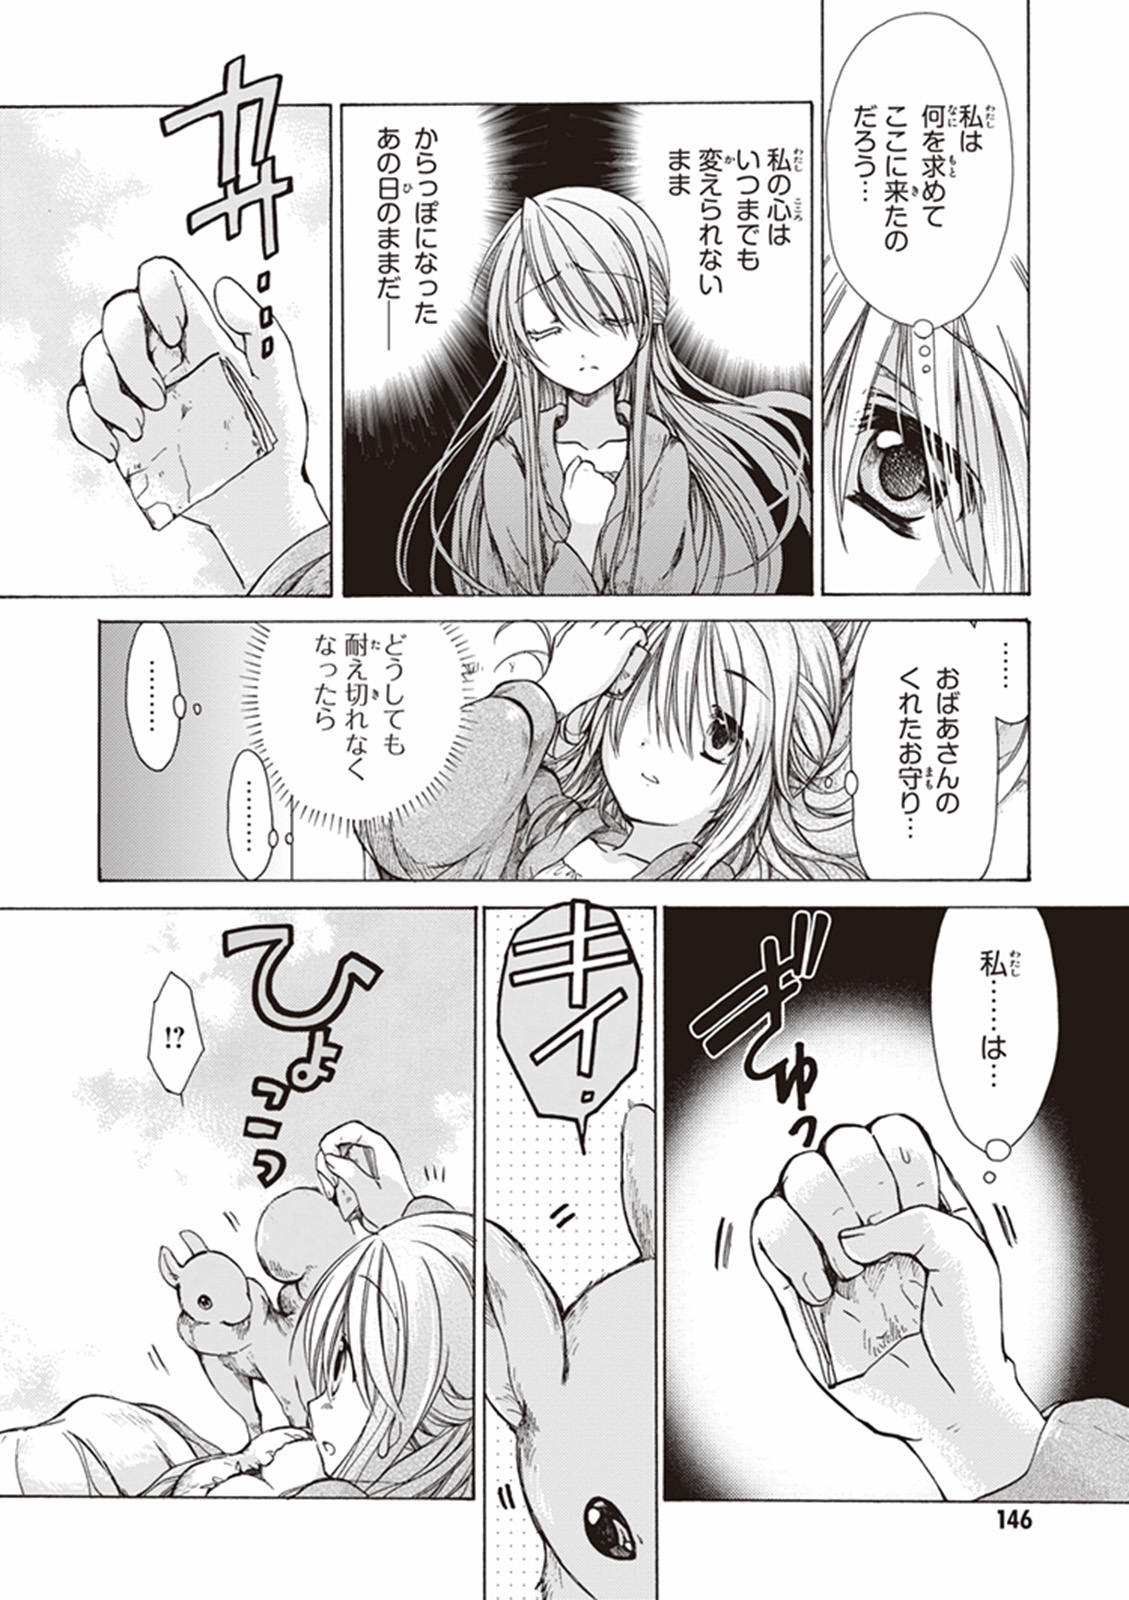 私は
何を求めて
ここに来たの
だろう…
私の心は
いつまでも
変えられない
まま
からっぽになった
あの日のままだ――
カサ…
……
おばあさんの
くれたお守り…
どうしても
耐え切れなく
なったら
………
………
私……は…
ぎゅっ
キィ・
ひょこっ
!?
146